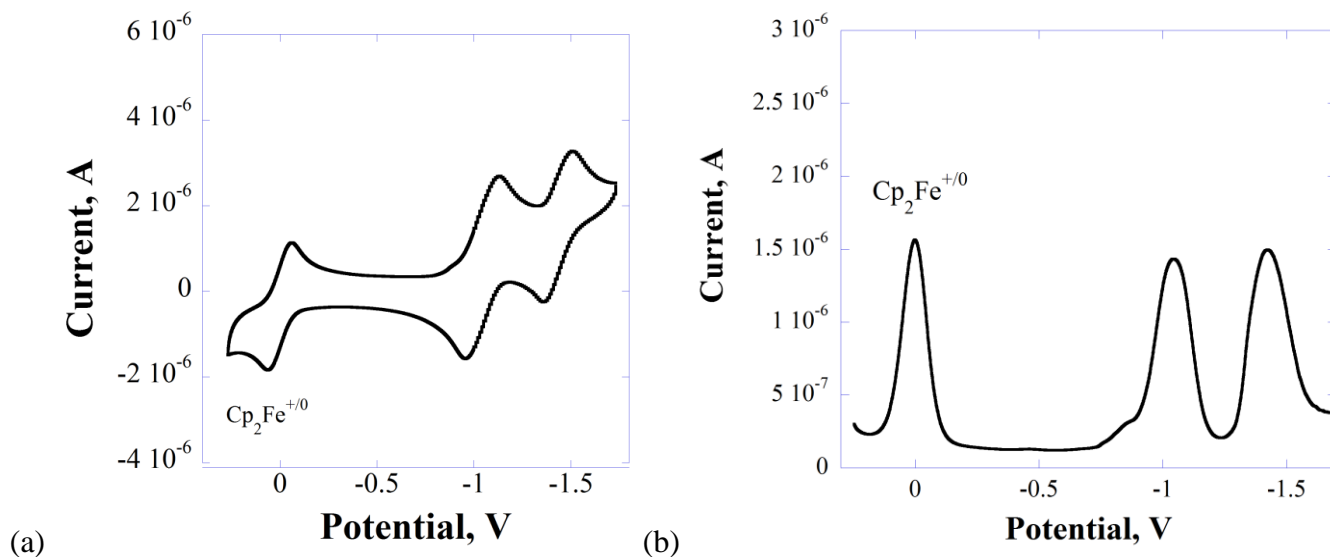 6 10⁻⁶
4 10⁻⁶
2 10⁻⁶
0
-2 10⁻⁶
-4 10⁻⁶
Current, A
Cp₂Fe⁺/⁰
0 -0.5 -1 -1.5
Potential, V
(a)
3 10⁻⁶
2.5 10⁻⁶
2 10⁻⁶
1.5 10⁻⁶
1 10⁻⁶
5 10⁻⁷
0
Current, A
Cp₂Fe⁺/⁰
0 -0.5 -1 -1.5
Potential, V
(b)